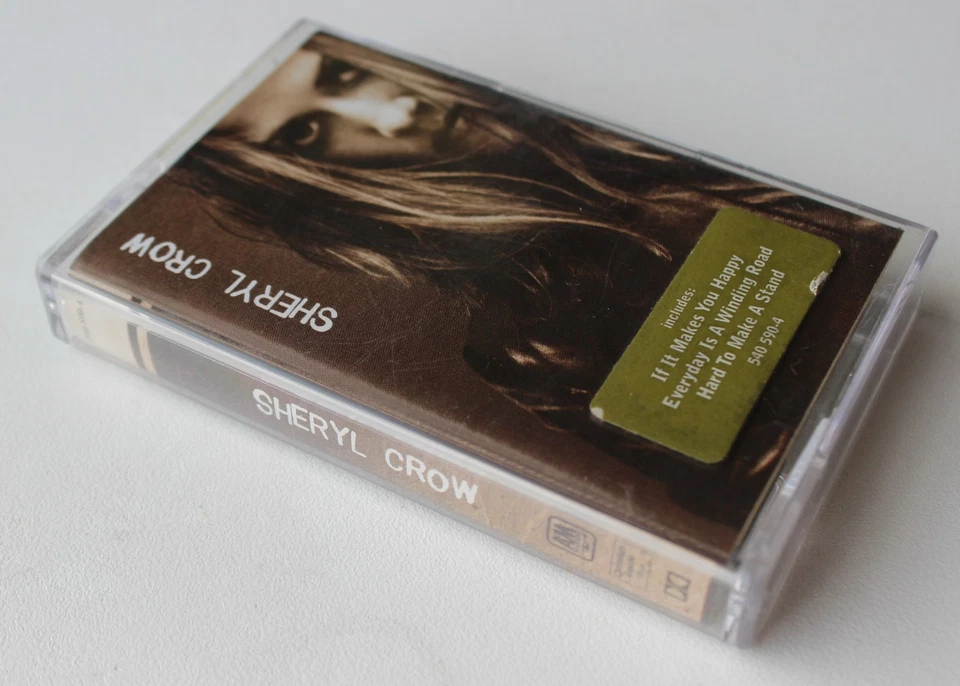 SHERYL CROW
includes:
If It Makes You Happy
Everyday Is A Winding Road
Hard To Make A Stand
540 590-4
SHERYL CROW
A&M